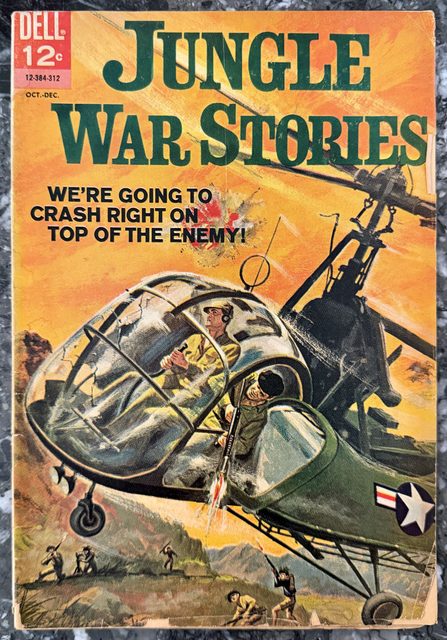 DELL
12¢
12-384-312
OCT.-DEC.
JUNGLE
WAR STORIES
WE'RE GOING TO
CRASH RIGHT ON
TOP OF THE ENEMY!